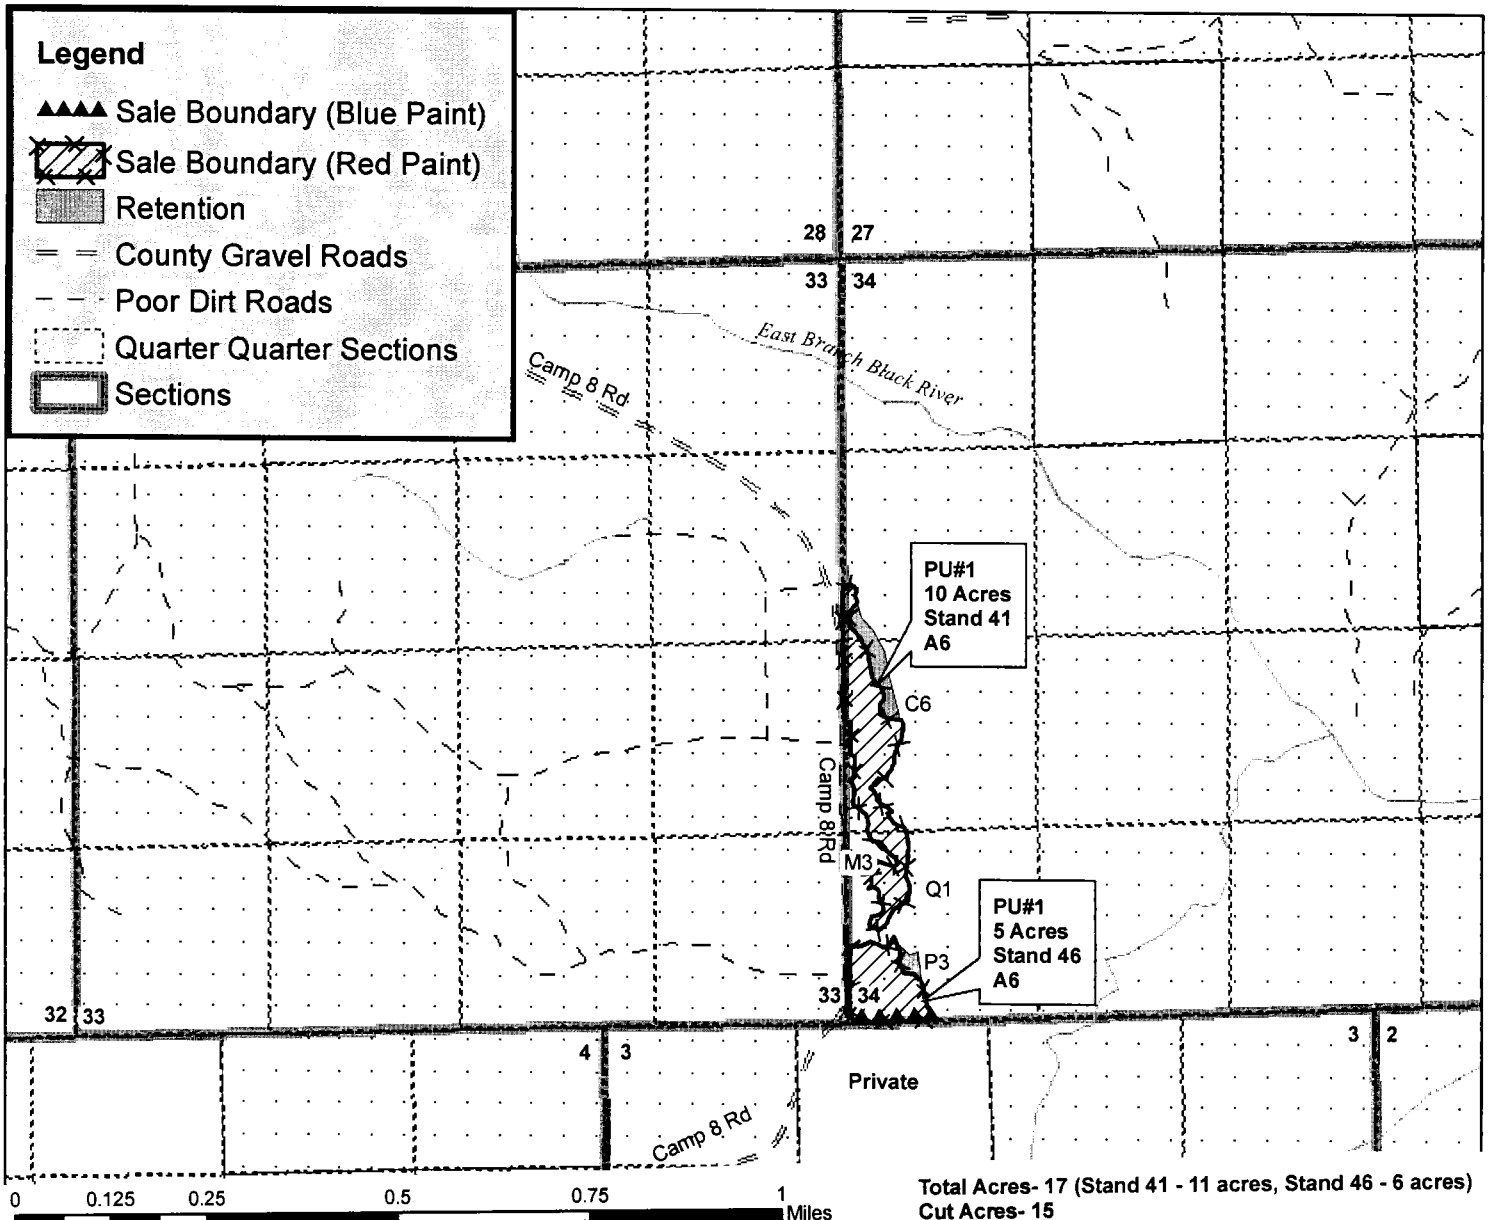 Legend
Sale Boundary (Blue Paint)
Sale Boundary (Red Paint)
Retention
County Gravel Roads
Poor Dirt Roads
Quarter Quarter Sections
Sections
28 27
33 34
East Branch Black River
Camp 8 Rd
PU#1
10 Acres
Stand 41
A6
C6
Camp 8 Rd
M3
Q1
PU#1
5 Acres
Stand 46
A6
P3
33 34
32 33
4 3
3 2
Private
Camp 8 Rd
0 0.125 0.25 0.5 0.75 1
Miles
Total Acres- 17 (Stand 41 - 11 acres, Stand 46 - 6 acres)
Cut Acres- 15